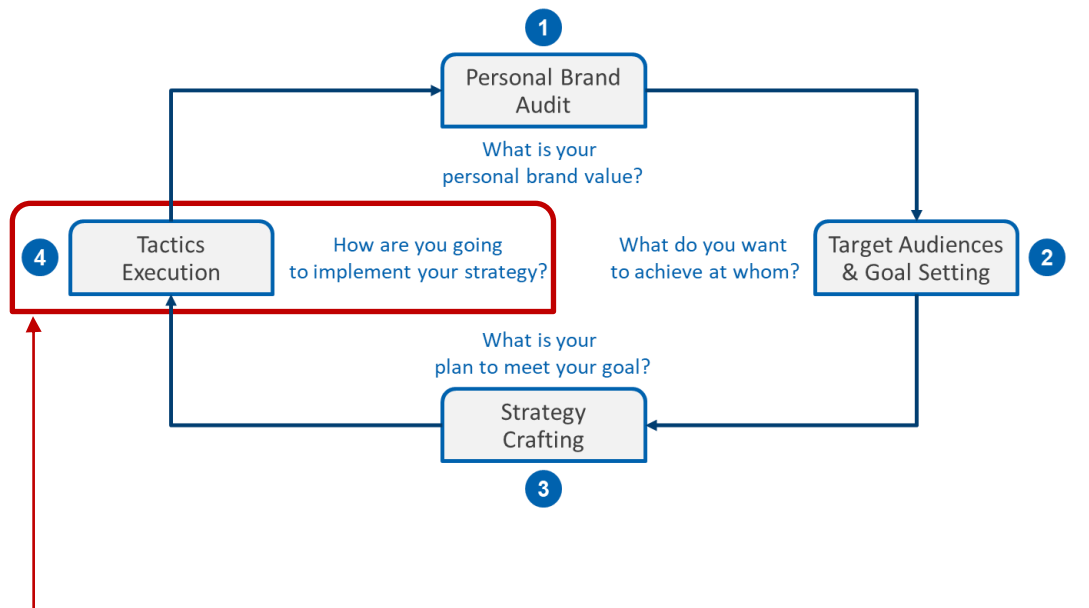 1
Personal Brand
Audit
What is your
personal brand value?
4
Tactics
Execution
How are you going
to implement your strategy?
What do you want
to achieve at whom?
Target Audiences
& Goal Setting
2
What is your
plan to meet your goal?
Strategy
Crafting
3